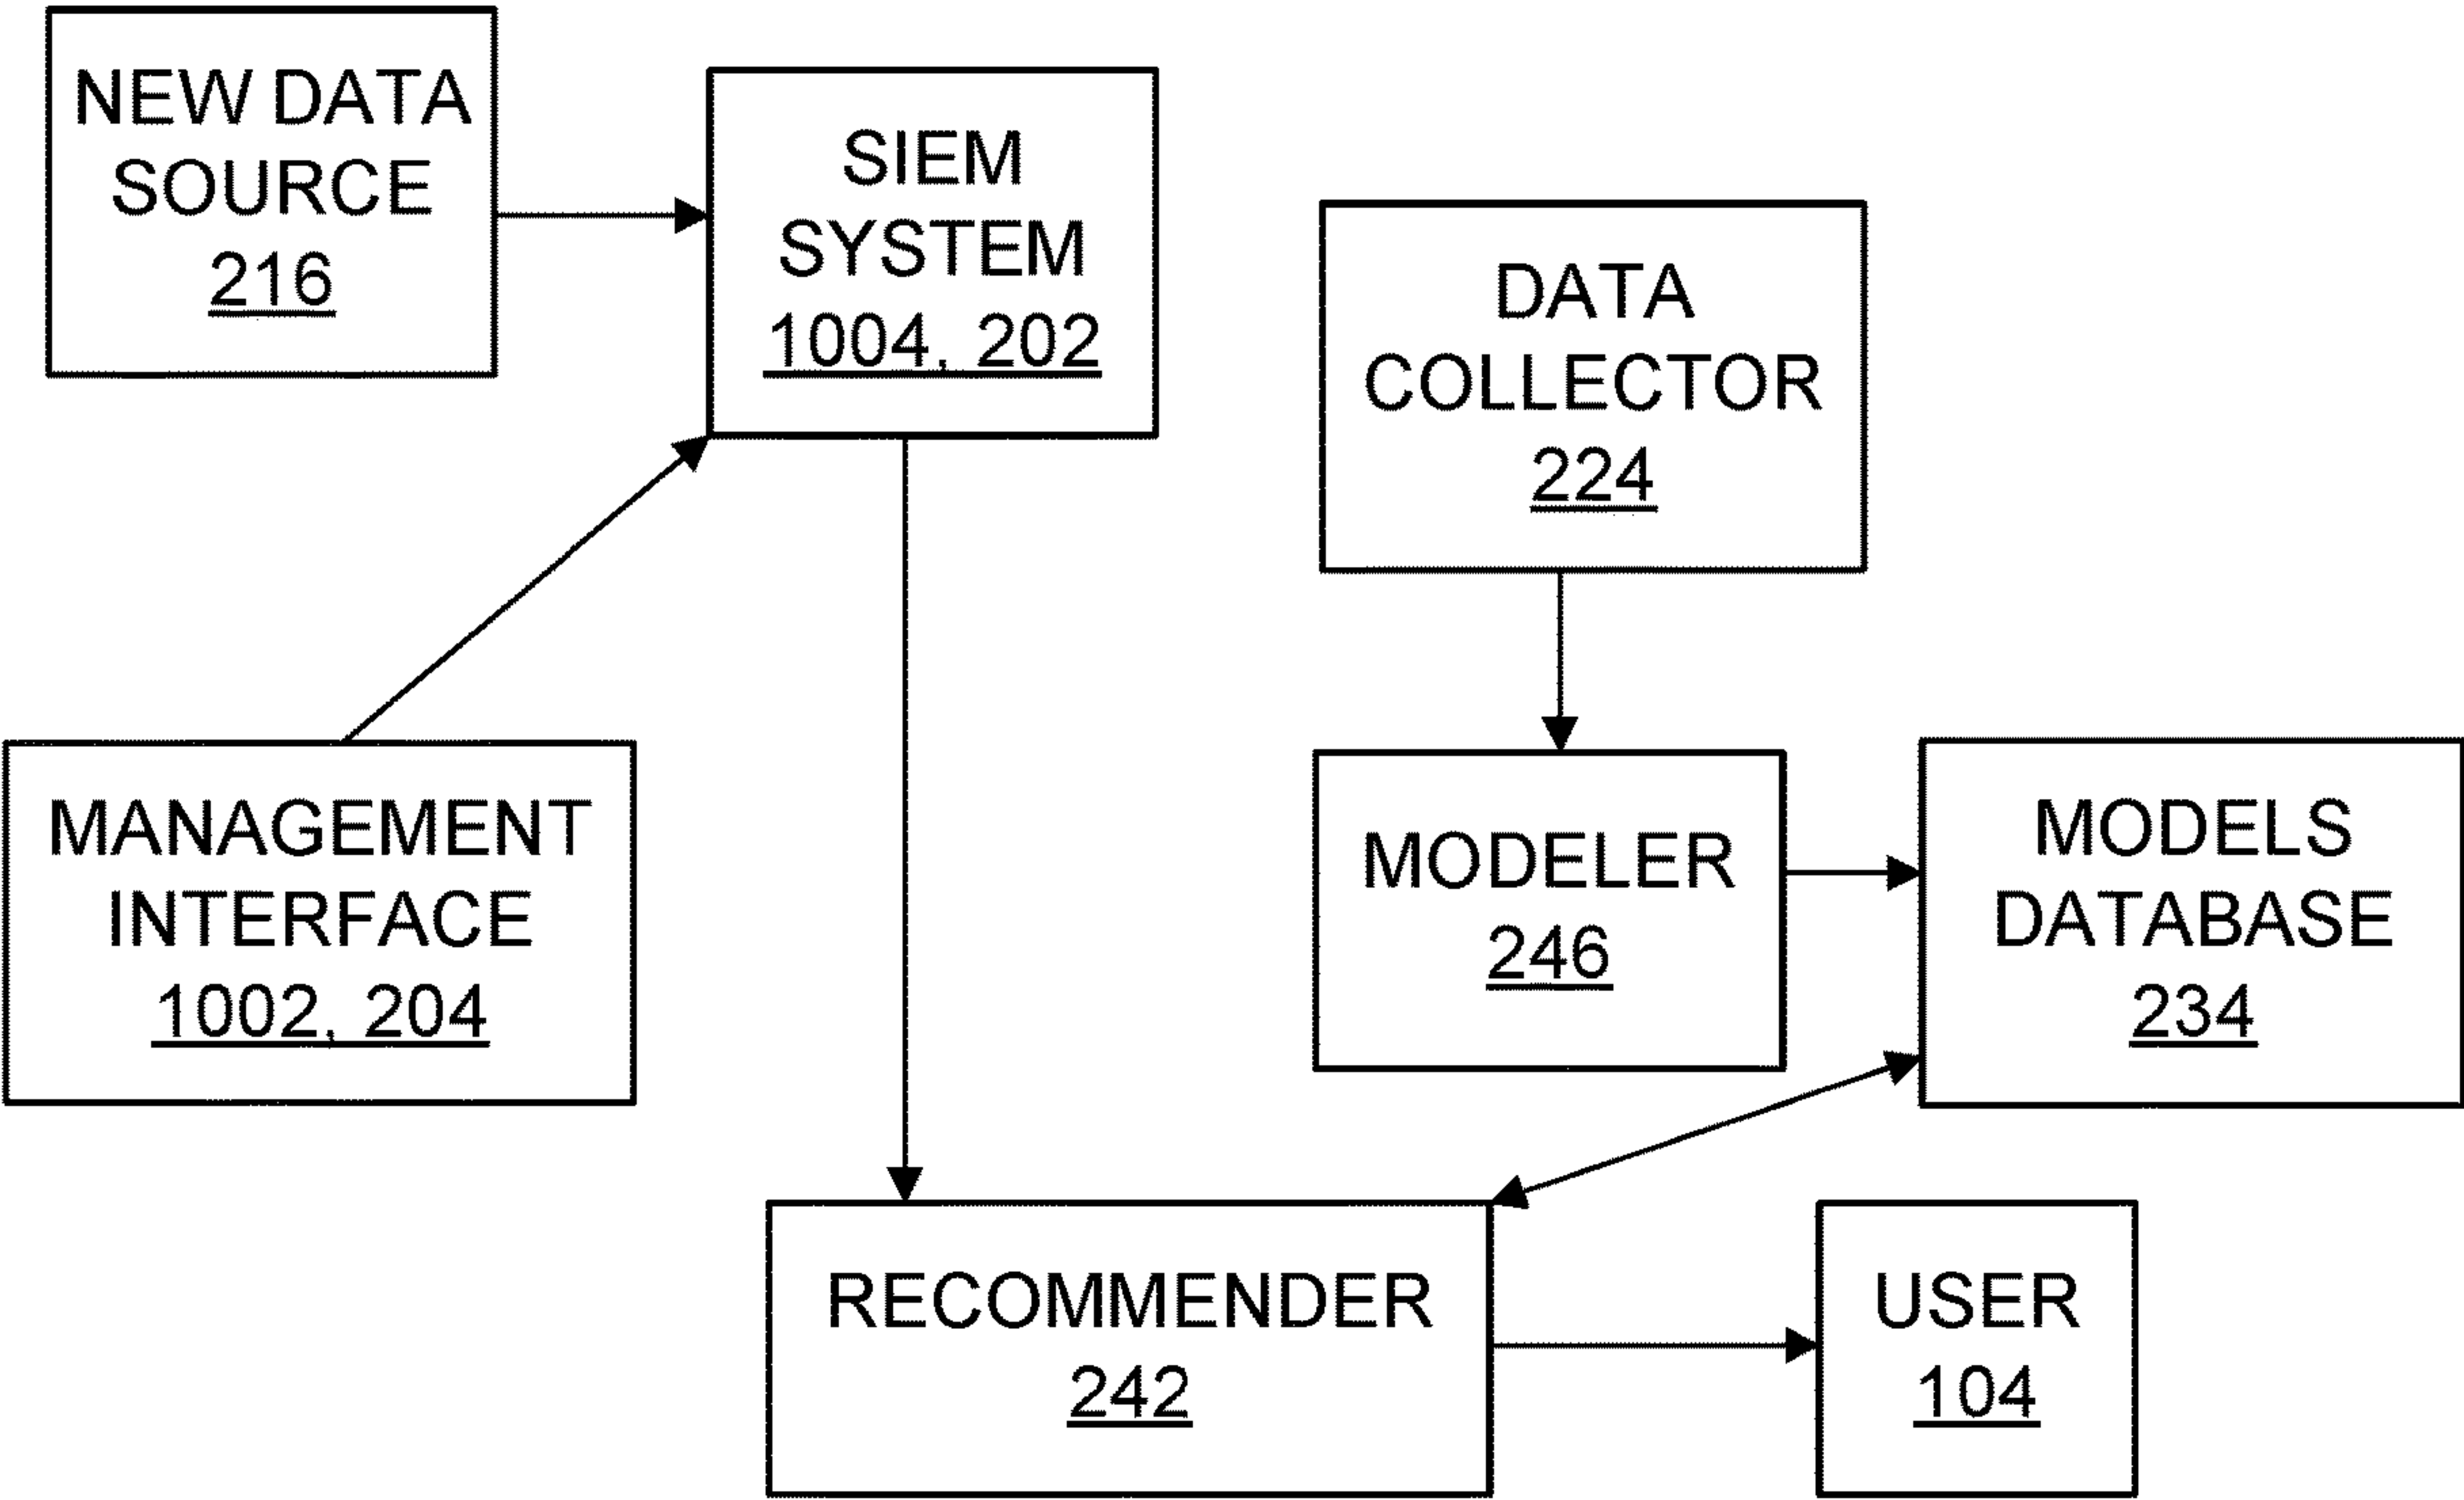 NEW DATA
SOURCE
216
SIEM
SYSTEM
1004, 202
DATA
COLLECTOR
224
MANAGEMENT
INTERFACE
1002, 204
MODELER
246
MODELS
DATABASE
234
RECOMMENDER
242
USER
104